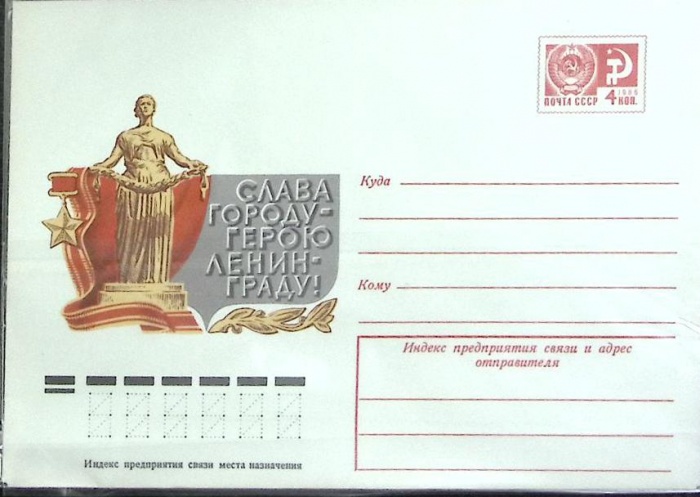 ПОЧТА СССР
1966
4 КОП.
СЛАВА
ГОРОДУ-
ГЕРОЮ
ЛЕНИН-
ГРАДУ!
Куда
Кому
Индекс предприятия связи и адрес
отправителя
Индекс предприятия связи места назначения